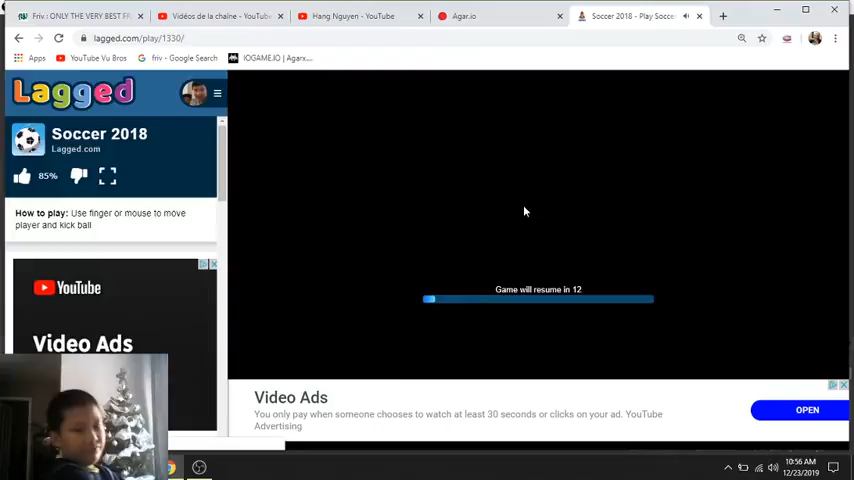 Friv : ONLY THE VERY BEST FR
Vidéos de la chaîne - YouTube
Hang Nguyen - YouTube
Agar.io
Soccer 2018 - Play Soccer
lagged.com/play/1330/
Apps
YouTube Vu Bros
friv - Google Search
IOGAME.IO | Agarx....
Lagged
Soccer 2018
Lagged.com
85%
How to play: Use finger or mouse to move
player and kick ball
YouTube
Video Ads
Game will resume in 12
Video Ads
You only pay when someone chooses to watch at least 30 seconds or clicks on your ad. YouTube
Advertising
OPEN
10:56 AM
12/23/2019